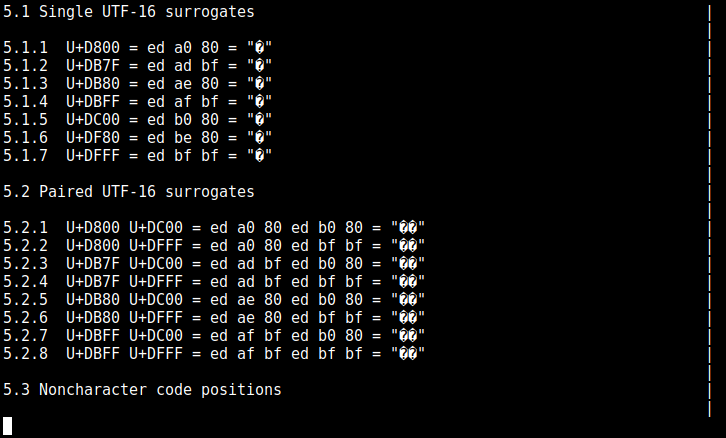 5.1 Single UTF-16 surrogates |
|
5.1.1  U+D800 = ed a0 80 = "�" |
5.1.2  U+DB7F = ed ad bf = "�" |
5.1.3  U+DB80 = ed ae 80 = "�" |
5.1.4  U+DBFF = ed af bf = "�" |
5.1.5  U+DC00 = ed b0 80 = "�" |
5.1.6  U+DF80 = ed be 80 = "�" |
5.1.7  U+DFFF = ed bf bf = "�" |
|
5.2 Paired UTF-16 surrogates |
|
5.2.1  U+D800 U+DC00 = ed a0 80 ed b0 80 = "��" |
5.2.2  U+D800 U+DFFF = ed a0 80 ed bf bf = "��" |
5.2.3  U+DB7F U+DC00 = ed ad bf ed b0 80 = "��" |
5.2.4  U+DB7F U+DFFF = ed ad bf ed bf bf = "��" |
5.2.5  U+DB80 U+DC00 = ed ae 80 ed b0 80 = "��" |
5.2.6  U+DB80 U+DFFF = ed ae 80 ed bf bf = "��" |
5.2.7  U+DBFF U+DC00 = ed af bf ed b0 80 = "��" |
5.2.8  U+DBFF U+DFFF = ed af bf ed bf bf = "��" |
|
5.3 Noncharacter code positions |
|